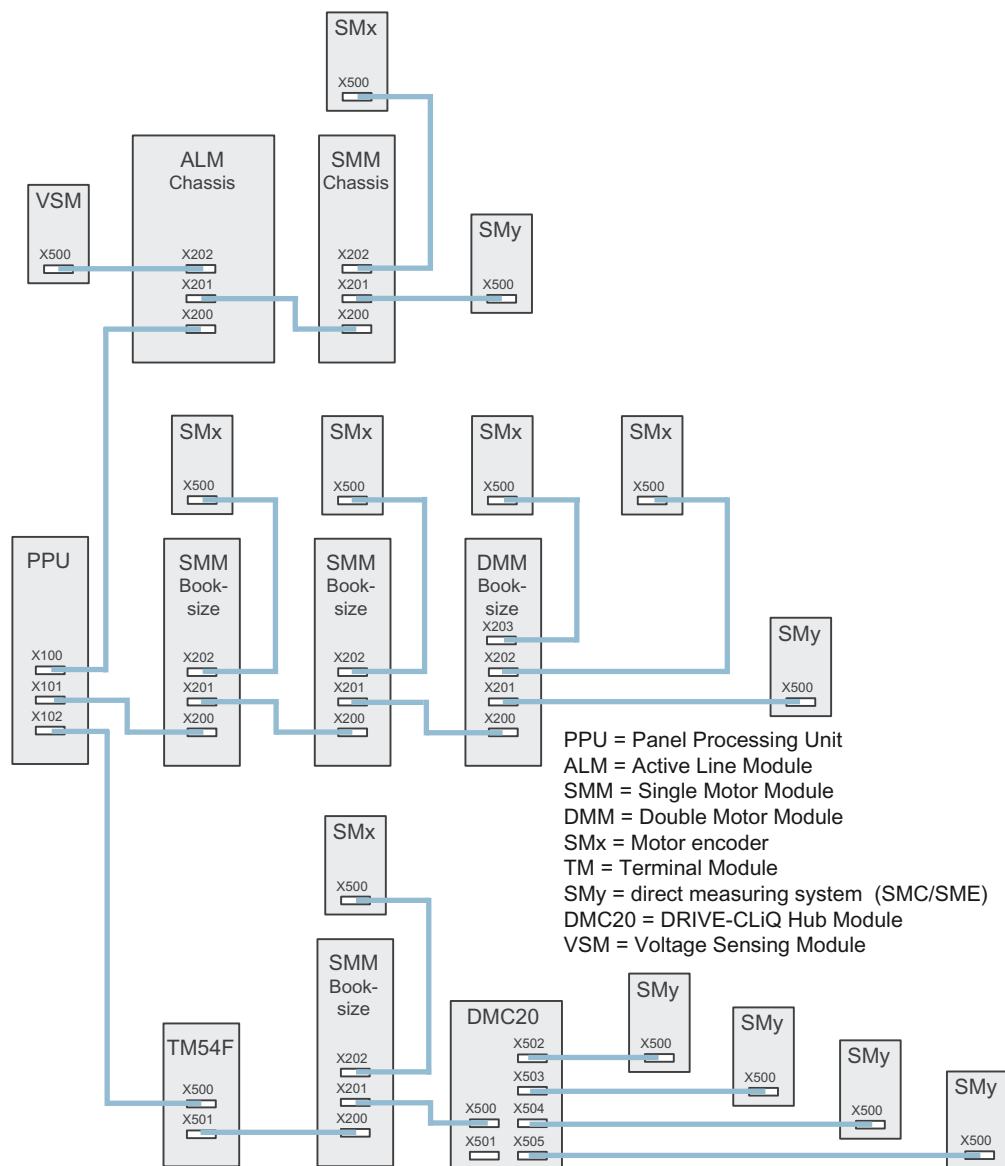 SMx
X500
ALM
Chassis
X202
X201
X200
SMM
Chassis
X202
X201
X200
VSM
X500
SMy
X500
SMx
X500
SMx
X500
SMx
X500
SMx
X500
PPU
X100
X101
X102
SMM
Book-
size
X202
X201
X200
SMM
Book-
size
X202
X201
X200
DMM
Book-
size
X203
X202
X201
X200
SMy
X500
PPU = Panel Processing Unit
ALM = Active Line Module
SMM = Single Motor Module
DMM = Double Motor Module
SMx = Motor encoder
TM = Terminal Module
SMy = direct measuring system (SMC/SME)
DMC20 = DRIVE-CLiQ Hub Module
VSM = Voltage Sensing Module
SMx
X500
TM54F
X500
X501
SMM
Book-
size
X202
X201
X200
DMC20
X502
X503
X500
X504
X501
X505
SMy
X500
SMy
X500
SMy
X500
SMy
X500